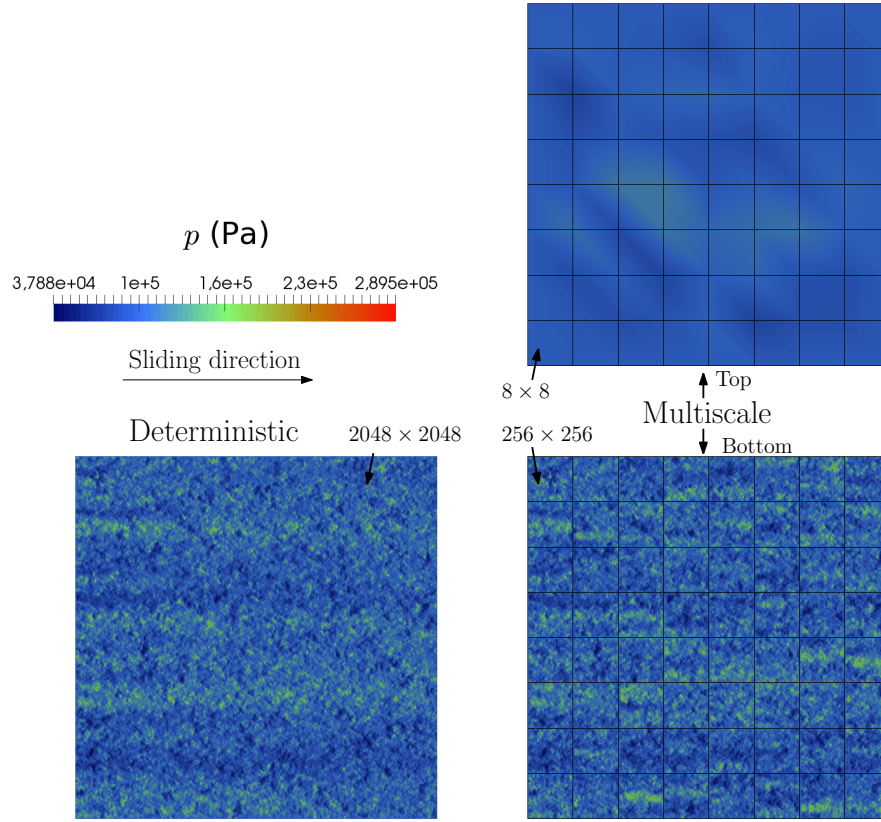 p (Pa)
3,788e+04 1e+5 1,6e+5 2,3e+5 2,895e+05
Sliding direction
8 × 8
Top
Multiscale
Deterministic
2048 × 2048
256 × 256
Bottom